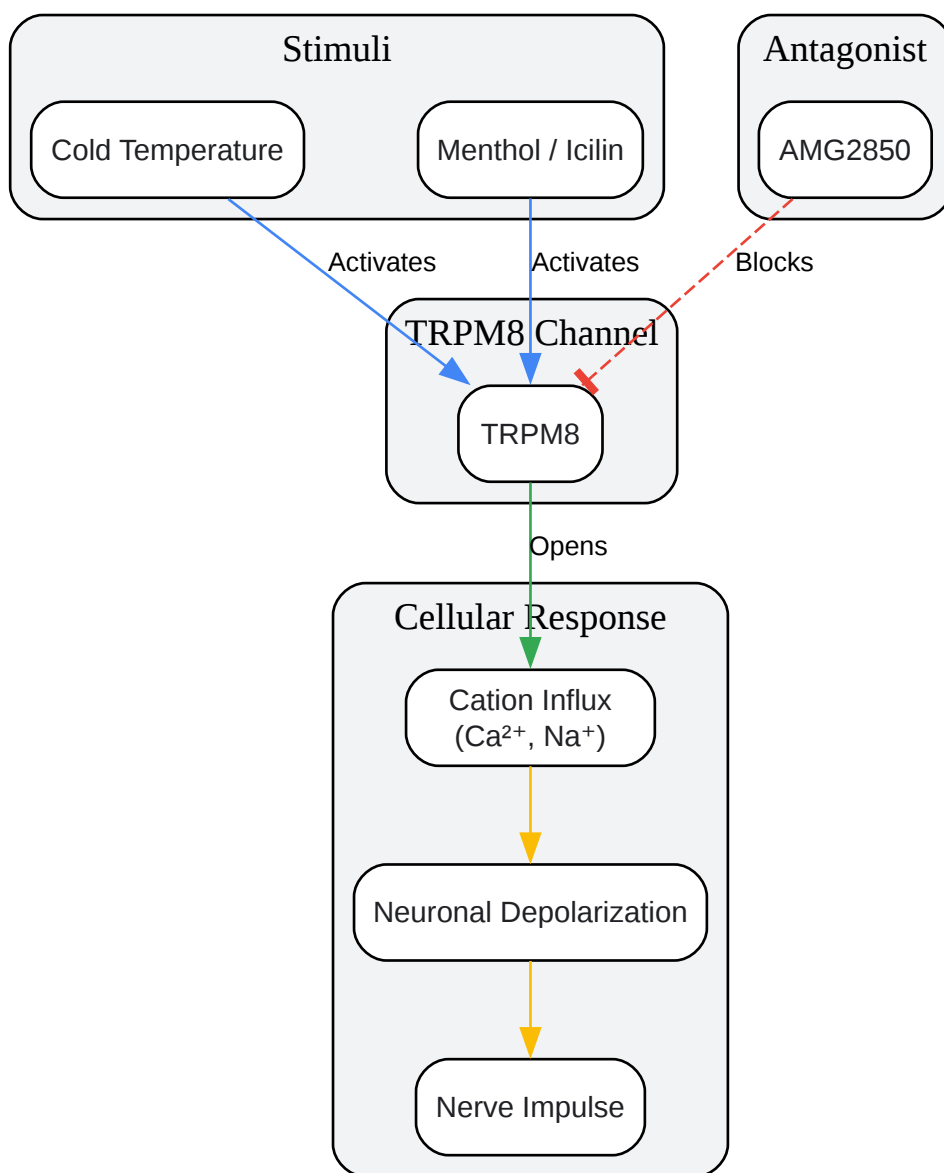 Stimuli
Antagonist
Cold Temperature
Menthol / Icilin
AMG2850
Activates
Activates
Blocks
TRPM8 Channel
TRPM8
Opens
Cellular Response
Cation Influx
(Ca²⁺, Na⁺)
Neuronal Depolarization
Nerve Impulse